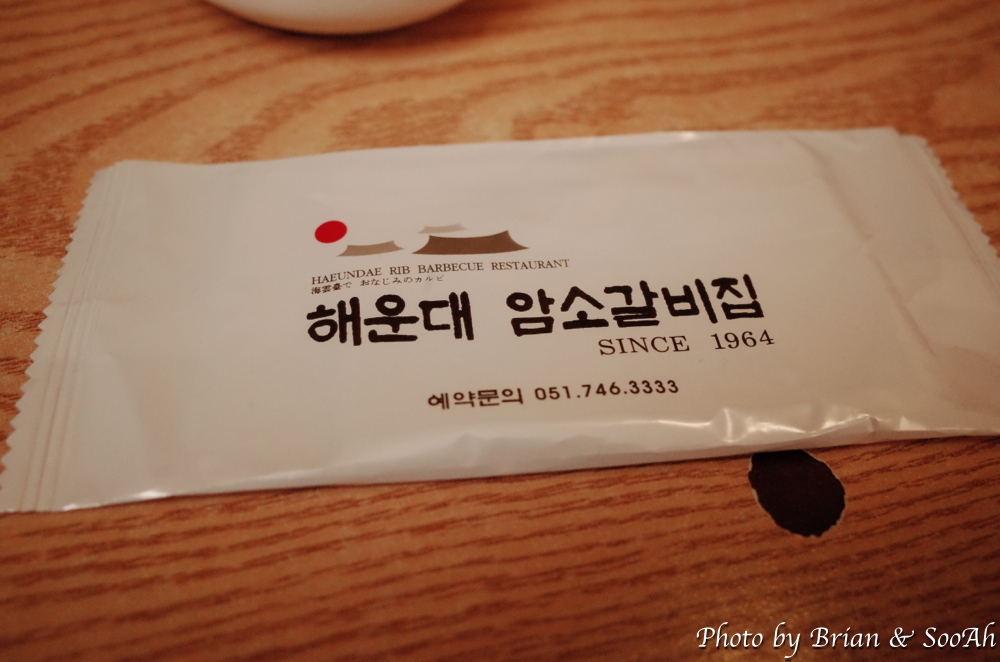 HAEUNDAE RIB BARBECUE RESTAURANT
海雲臺で おなじみのカルビ
해운대 암소갈비집
SINCE 1964
예약문의 051.746.3333
Photo by Brian & SooAh